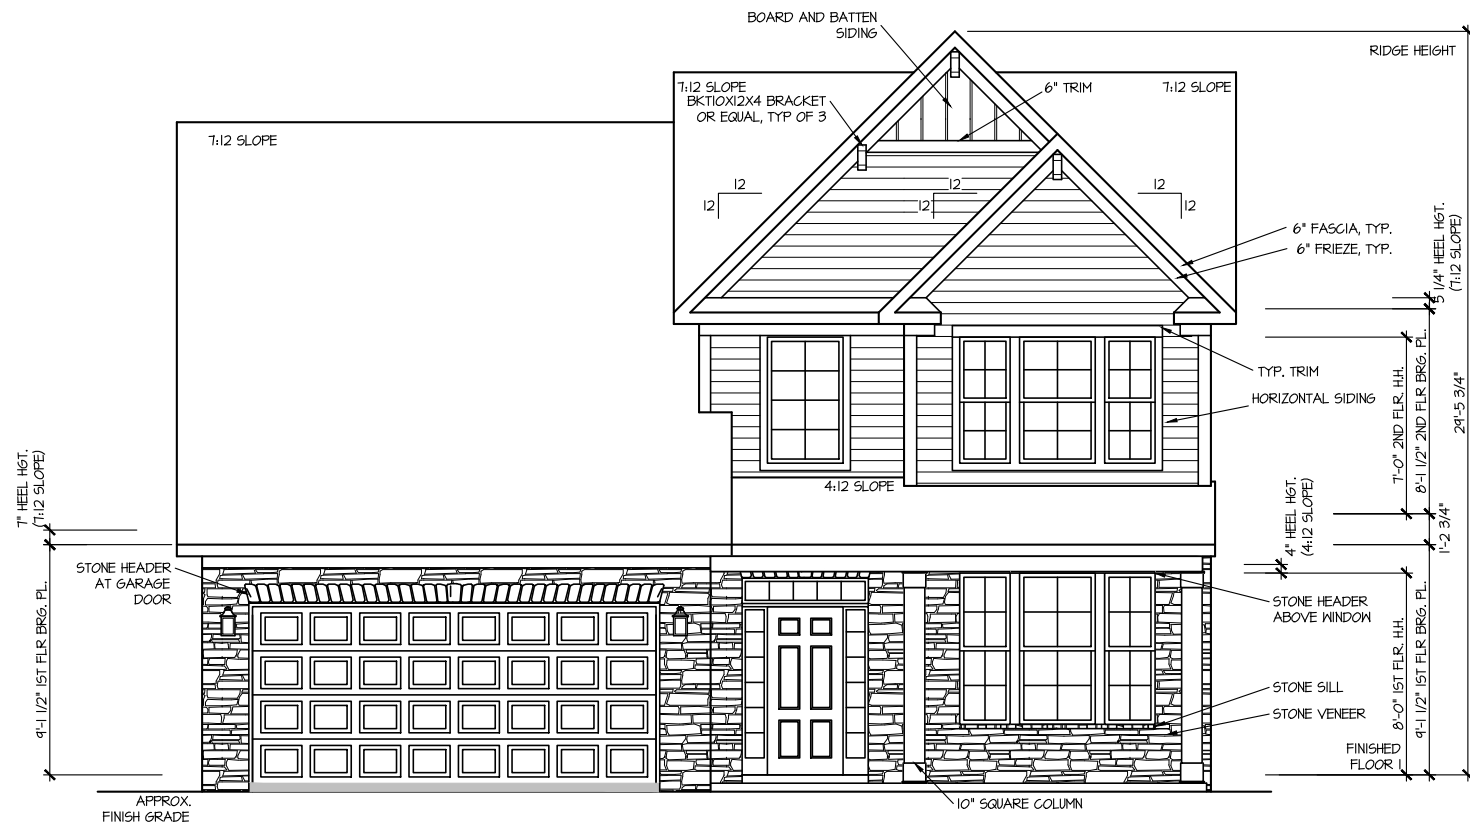 BOARD AND BATTEN
SIDING
RIDGE HEIGHT
7:12 SLOPE
BKT10X12X4 BRACKET
OR EQUAL, TYP OF 3
6" TRIM
7:12 SLOPE
7:12 SLOPE
12
12
12
12
12
12
6" FASCIA, TYP.
6" FRIEZE, TYP.
5 1/4" HEEL HGT.
(7:12 SLOPE)
TYP. TRIM
HORIZONTAL SIDING
7'-0" 2ND FLR. H.H.
8'-1 1/2" 2ND FLR BRG. PL.
29'-5 3/4"
4:12 SLOPE
7" HEEL HGT.
(7:12 SLOPE)
4" HEEL HGT.
(4:12 SLOPE)
1'-2 3/4"
STONE HEADER
AT GARAGE
DOOR
STONE HEADER
ABOVE WINDOW
9'-1 1/2" 1ST FLR BRG. PL.
8'-0" 1ST FLR. H.H.
9'-1 1/2" 1ST FLR BRG. PL.
STONE SILL
STONE VENEER
FINISHED
FLOOR 1
APPROX.
FINISH GRADE
10" SQUARE COLUMN